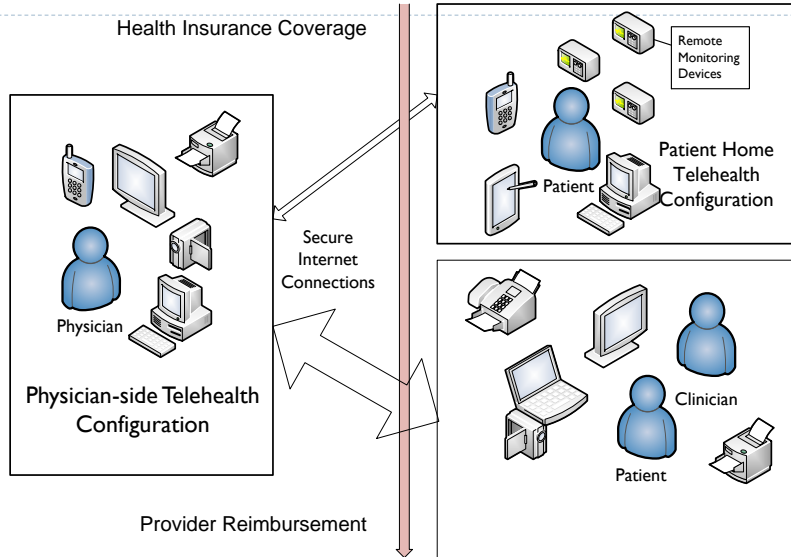 Health Insurance Coverage
Remote
Monitoring
Devices
Patient Home
Telehealth
Configuration
Patient
Secure
Internet
Connections
Physician
Physician-side Telehealth
Configuration
Clinician
Patient
Provider Reimbursement